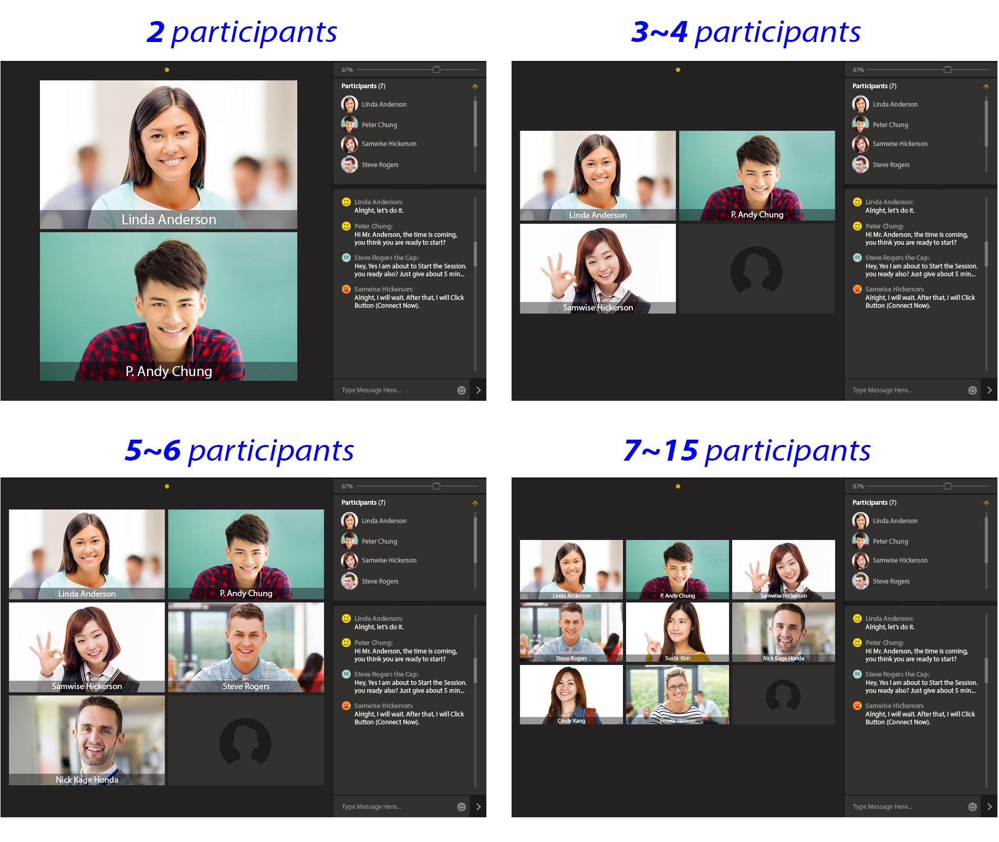 2 participants
Linda Anderson
P. Andy Chung
87%
Participants (7)
Linda Anderson
Peter Chung
Samwise Hickerson
Steve Rogers
Linda Anderson:
Alright, let's do it.
Peter Chung:
Hi Mr. Anderson, the time is coming,
you think you are ready to start?
Steve Rogers the Cap:
Hey, Yes I am about to Start the Session.
you ready also? Just give about 5 min...
Samwise Hickerson:
Alright, I will wait. After that, I will Click
Button (Connect Now).
Type Message Here...
3~4 participants
Linda Anderson
P. Andy Chung
Samwise Hickerson
87%
Participants (7)
Linda Anderson
Peter Chung
Samwise Hickerson
Steve Rogers
Linda Anderson:
Alright, let's do it.
Peter Chung:
Hi Mr. Anderson, the time is coming,
you think you are ready to start?
Steve Rogers the Cap:
Hey, Yes I am about to Start the Session.
you ready also? Just give about 5 min...
Samwise Hickerson:
Alright, I will wait. After that, I will Click
Button (Connect Now).
Type Message Here...
5~6 participants
Linda Anderson
P. Andy Chung
Samwise Hickerson
Steve Rogers
Nick Kage Honda
87%
Participants (7)
Linda Anderson
Peter Chung
Samwise Hickerson
Steve Rogers
Linda Anderson:
Alright, let's do it.
Peter Chung:
Hi Mr. Anderson, the time is coming,
you think you are ready to start?
Steve Rogers the Cap:
Hey, Yes I am about to Start the Session.
you ready also? Just give about 5 min...
Samwise Hickerson:
Alright, I will wait. After that, I will Click
Button (Connect Now).
Type Message Here...
7~15 participants
Linda Anderson
P. Andy Chung
Samwise Hickerson
Steve Rogers
Sushi Kim
Nick Kage Honda
Cindy Kang
Flowia Henson
87%
Participants (7)
Linda Anderson
Peter Chung
Samwise Hickerson
Steve Rogers
Linda Anderson:
Alright, let's do it.
Peter Chung:
Hi Mr. Anderson, the time is coming,
you think you are ready to start?
Steve Rogers the Cap:
Hey, Yes I am about to Start the Session.
you ready also? Just give about 5 min...
Samwise Hickerson:
Alright, I will wait. After that, I will Click
Button (Connect Now).
Type Message Here...